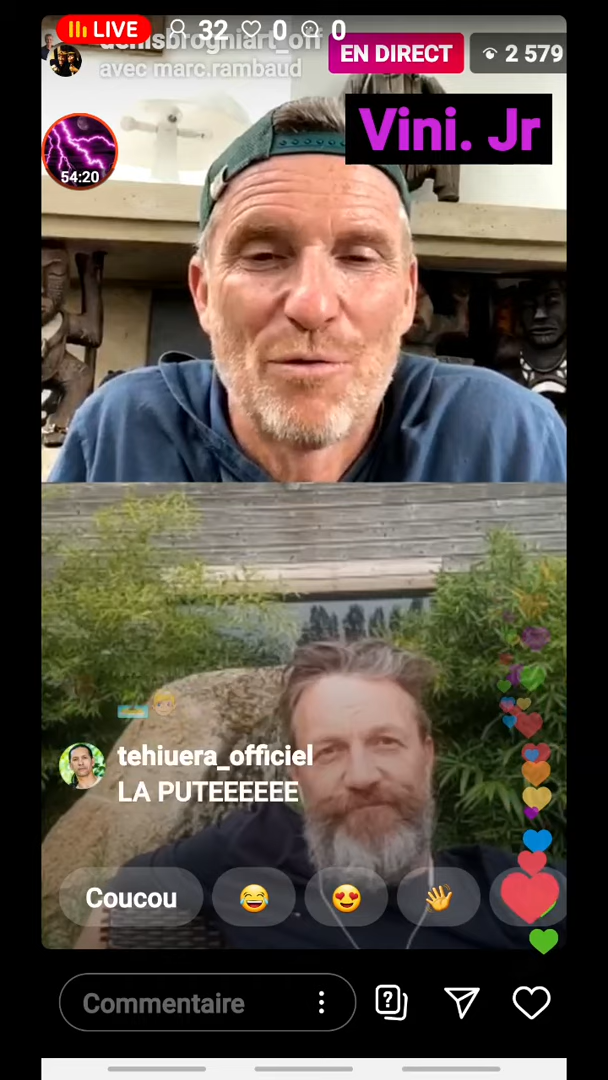 LIVE 32 0 0
denisbrogniart_off
avec marc.rambaud
EN DIRECT 2 579
Vini. Jr
54:20
tehiuera_officiel
LA PUTEEEEEE
Coucou
Commentaire